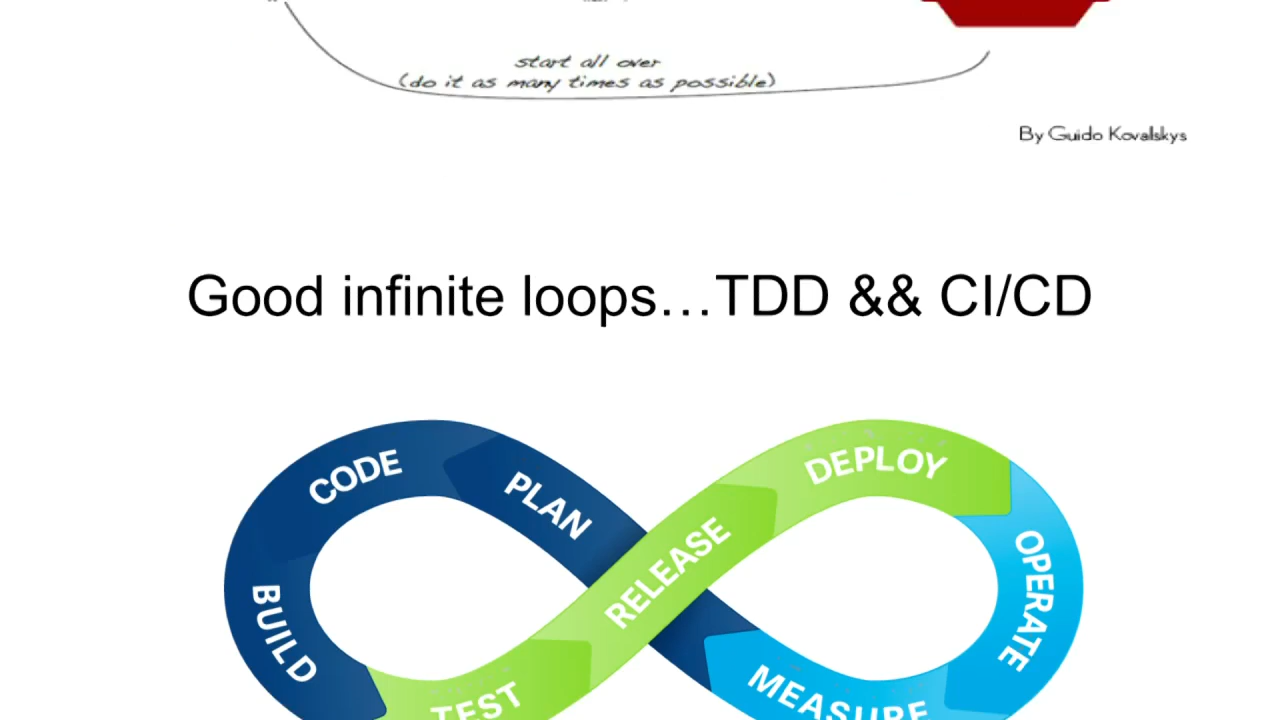 start all over
(do it as many times as possible)
By Guido Kovalskys
Good infinite loops…TDD && CI/CD
CODE
PLAN
BUILD
TEST
RELEASE
DEPLOY
OPERATE
MEASURE